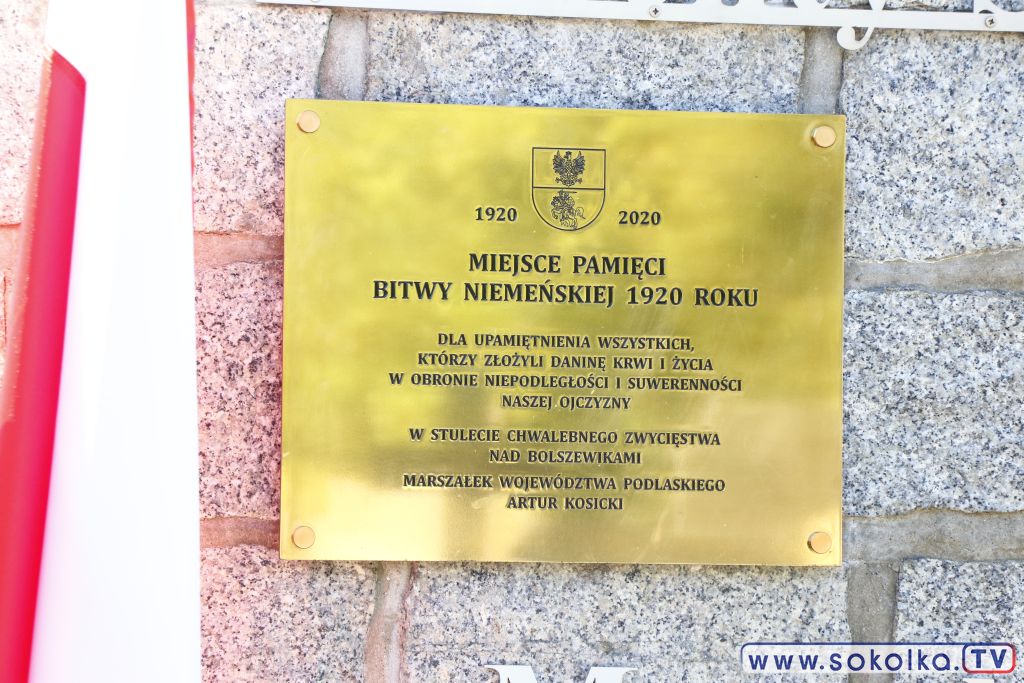 1920 2020
MIEJSCE PAMIĘCI
BITWY NIEMEŃSKIEJ 1920 ROKU
DLA UPAMIĘTNIENIA WSZYSTKICH,
KTÓRZY ZŁOŻYLI DANINĘ KRWI I ŻYCIA
W OBRONIE NIEPODLEGŁOŚCI I SUWERENNOŚCI
NASZEJ OJCZYZNY
W STULECIE CHWALEBNEGO ZWYCIĘSTWA
NAD BOLSZEWIKAMI
MARSZAŁEK WOJEWÓDZTWA PODLASKIEGO
ARTUR KOSICKI
www.sokolka.TV